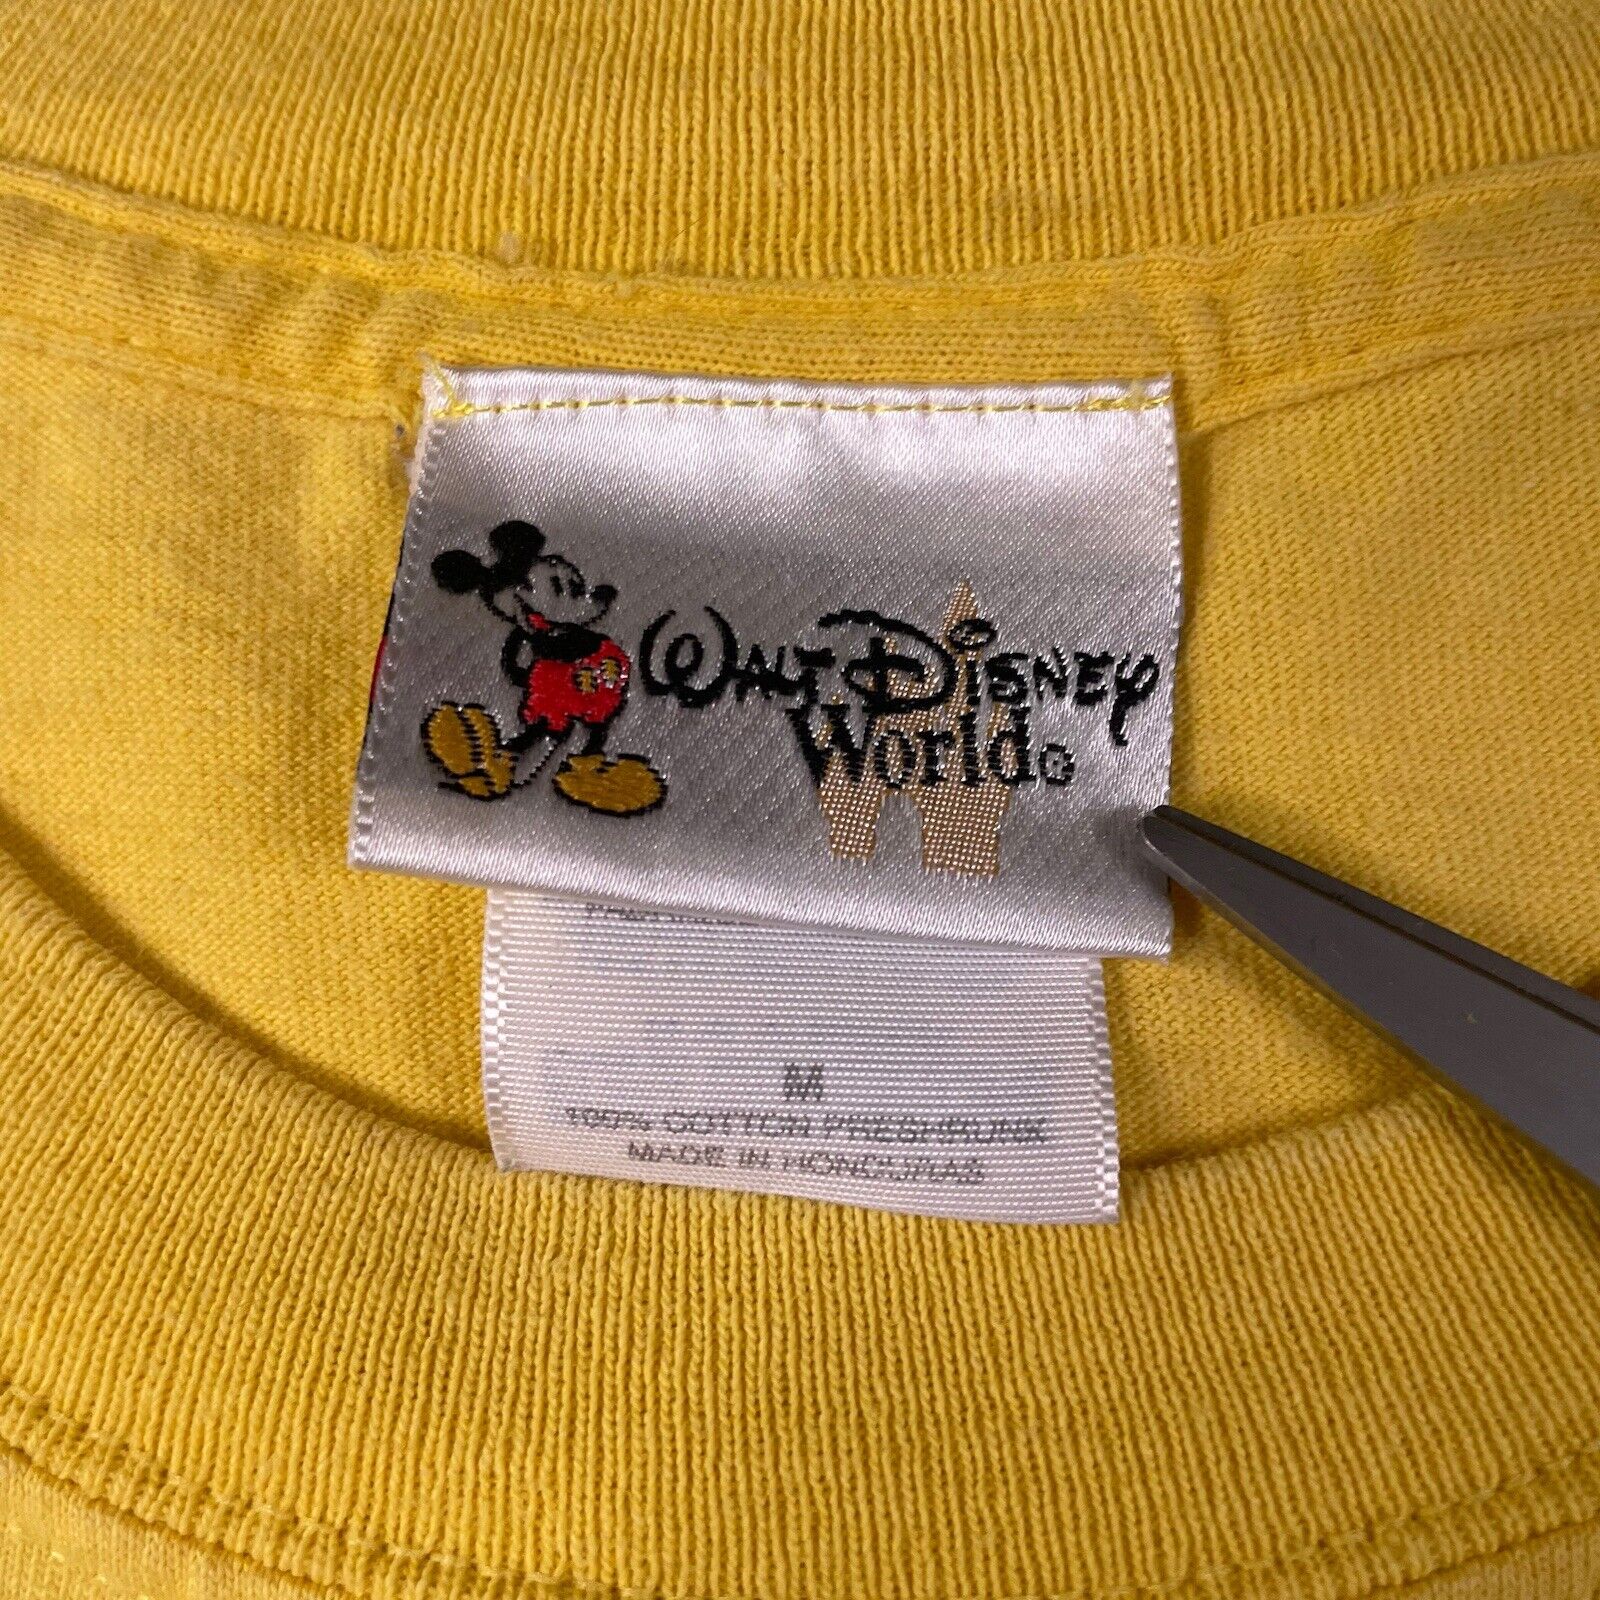 WALT DISNEY
World®
M
100% COTTON PRESHRUNK
MADE IN HONDURAS